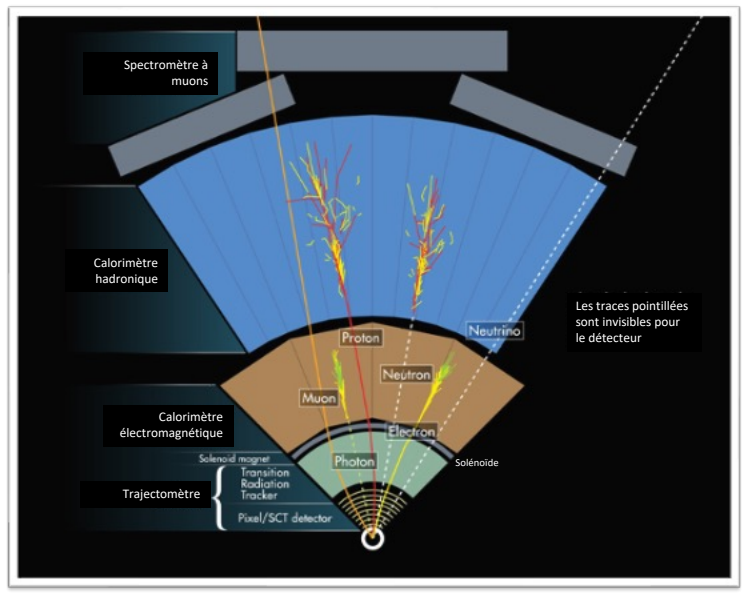 Spectromètre à
muons
Calorimètre
hadronique
Les traces pointillées
sont invisibles pour
le détecteur
Neutrino
Proton
Neutron
Muon
Calorimètre
électromagnétique
Electron
Photon
Solénoïde
Solenoid magnet
Transition
Radiation
Tracker
Trajectomètre
Pixel/SCT detector